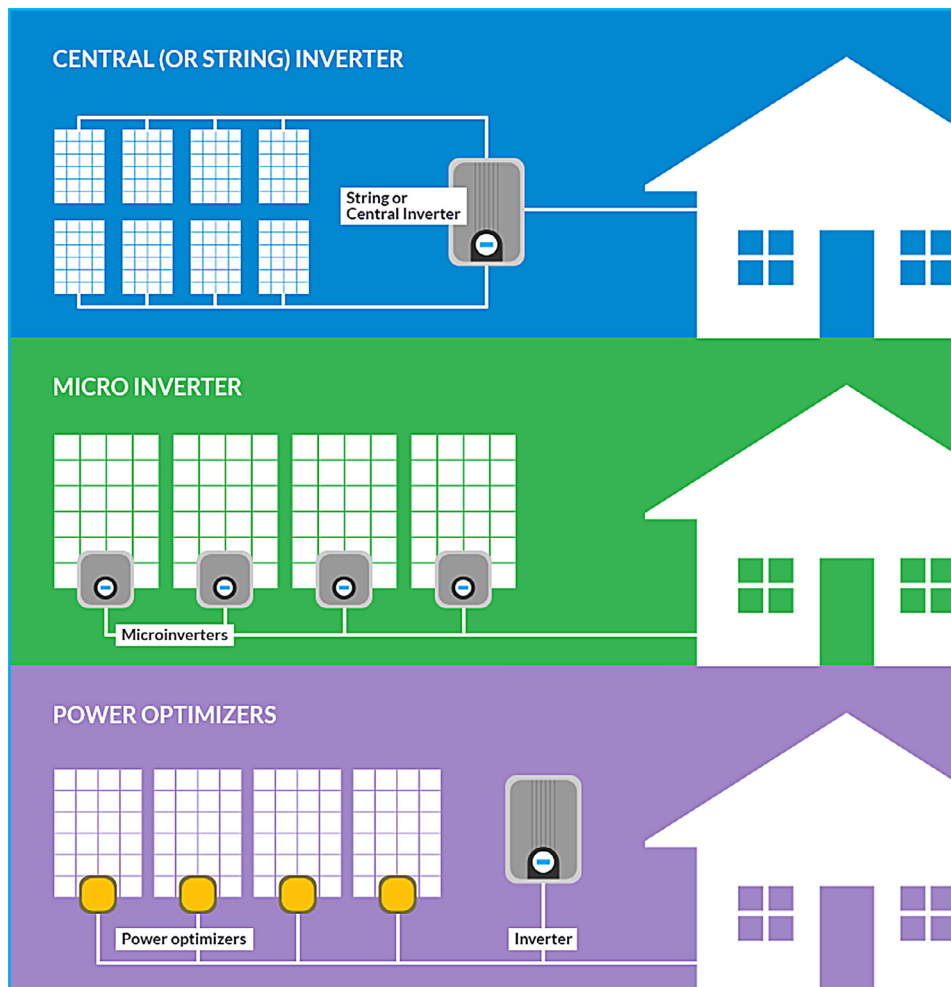 CENTRAL (OR STRING) INVERTER
String or
Central Inverter
MICRO INVERTER
Microinverters
POWER OPTIMIZERS
Power optimizers
Inverter